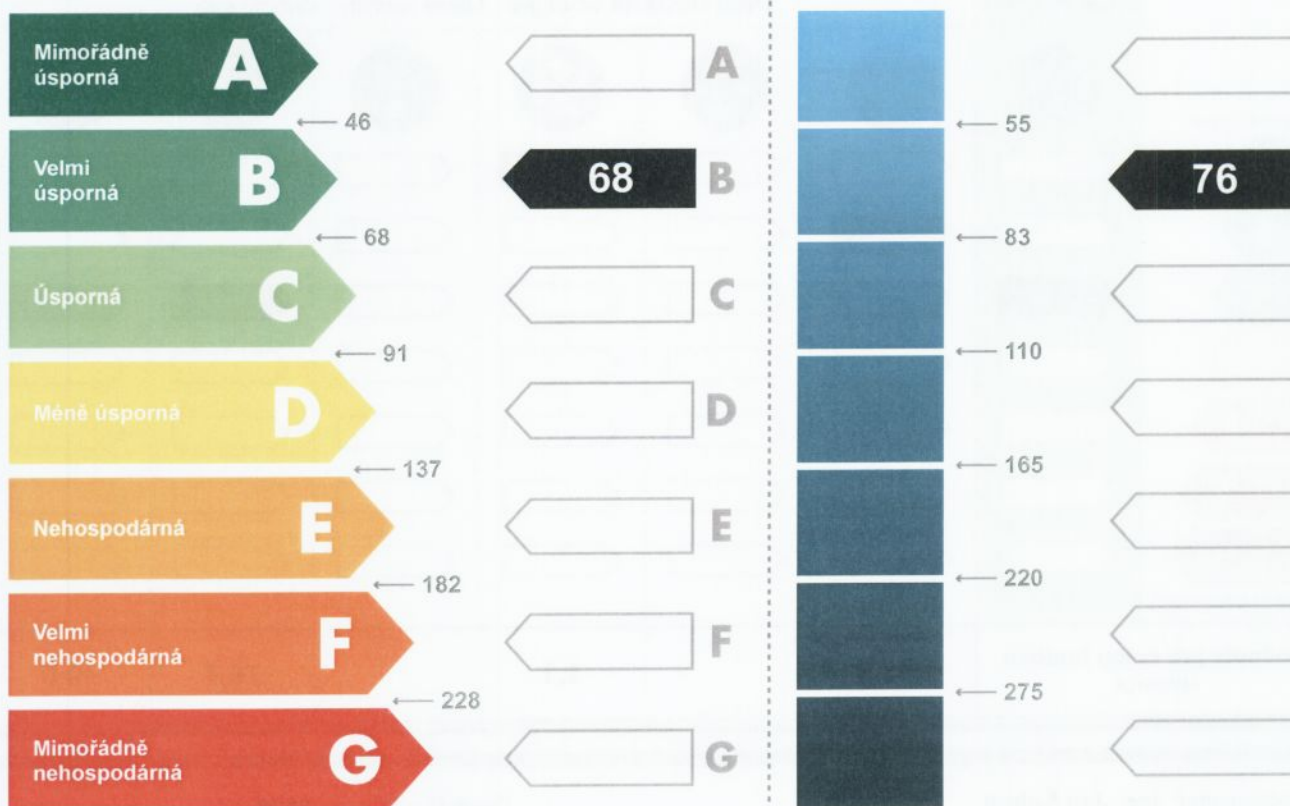 Mimořádně
úsporná
A
A
← 46
← 55
Velmi
úsporná
B
68
B
76
← 68
← 83
Úsporná
C
C
← 91
← 110
Méně úsporná
D
D
← 137
← 165
Nehospodárná
E
E
← 182
← 220
Velmi
nehospodárná
F
F
← 228
← 275
Mimořádně
nehospodárná
G
G